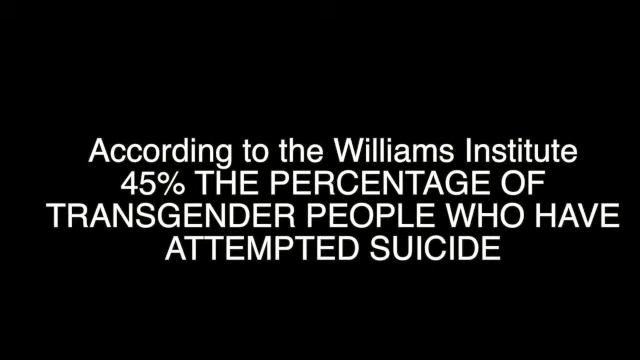 According to the Williams Institute
45% THE PERCENTAGE OF
TRANSGENDER PEOPLE WHO HAVE
ATTEMPTED SUICIDE